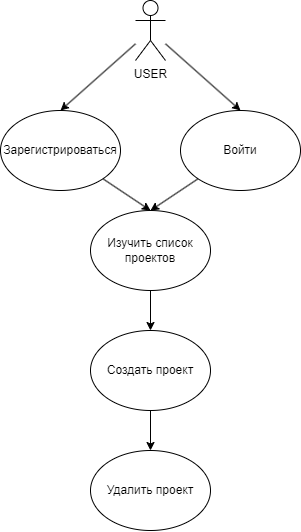 USER
Зарегистрироваться
Войти
Изучить список
проектов
Создать проект
Удалить проект